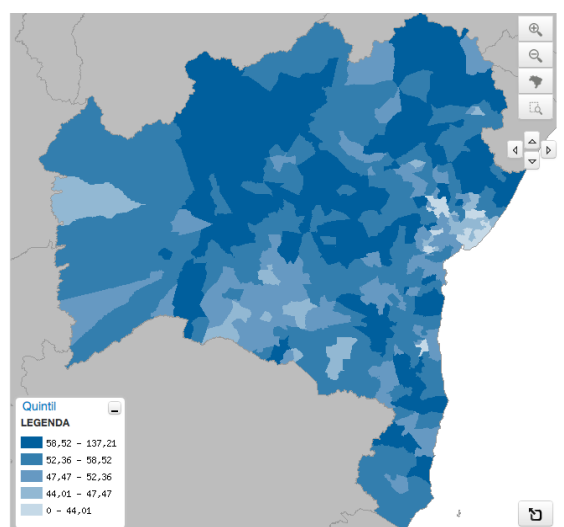 Quintil
LEGENDA
58,52 - 137,21
52,36 - 58,52
47,47 - 52,36
44,01 - 47,47
0 - 44,01